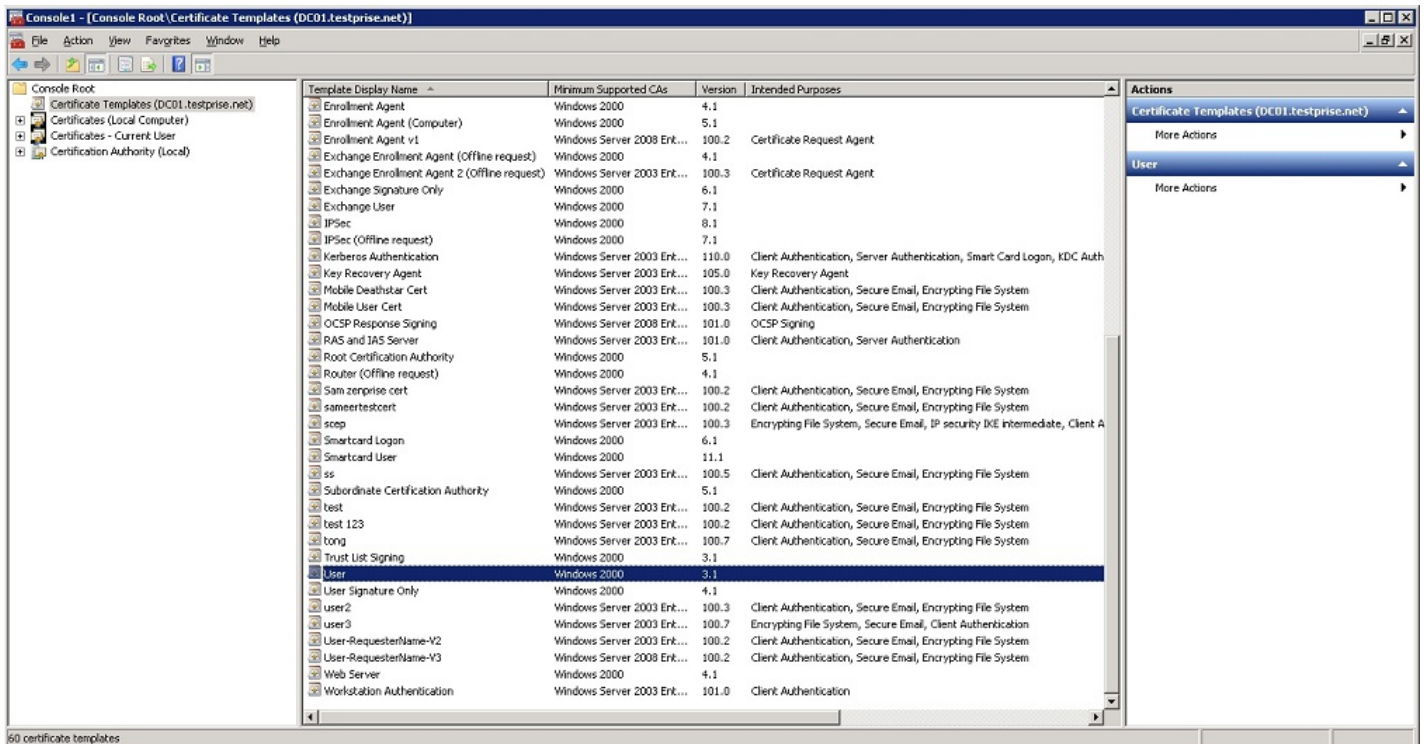 Console1 - [Console Root\Certificate Templates (DC01.testprise.net)]
File Action View Favorites Window Help
Console Root
Certificate Templates (DC01.testprise.net)
Certificates (Local Computer)
Certificates - Current User
Certification Authority (Local)
Template Display Name Minimum Supported CAs Version Intended Purposes
Enrollment Agent Windows 2000 4.1
Enrollment Agent (Computer) Windows 2000 5.1
Enrollment Agent v1 Windows Server 2008 Ent... 100.2 Certificate Request Agent
Exchange Enrollment Agent (Offline request) Windows 2000 4.1
Exchange Enrollment Agent 2 (Offline request) Windows Server 2003 Ent... 100.3 Certificate Request Agent
Exchange Signature Only Windows 2000 6.1
Exchange User Windows 2000 7.1
IPSec Windows 2000 8.1
IPSec (Offline request) Windows 2000 7.1
Kerberos Authentication Windows Server 2003 Ent... 110.0 Client Authentication, Server Authentication, Smart Card Logon, KDC Auth
Key Recovery Agent Windows Server 2003 Ent... 105.0 Key Recovery Agent
Mobile Deathstar Cert Windows Server 2003 Ent... 100.3 Client Authentication, Secure Email, Encrypting File System
Mobile User Cert Windows Server 2003 Ent... 100.3 Client Authentication, Secure Email, Encrypting File System
OCSP Response Signing Windows Server 2008 Ent... 101.0 OCSP Signing
RAS and IAS Server Windows Server 2003 Ent... 101.0 Client Authentication, Server Authentication
Root Certification Authority Windows 2000 5.1
Router (Offline request) Windows 2000 4.1
Sam zenprise cert Windows Server 2003 Ent... 100.2 Client Authentication, Secure Email, Encrypting File System
sameertestcert Windows Server 2003 Ent... 100.2 Client Authentication, Secure Email, Encrypting File System
scep Windows Server 2003 Ent... 100.3 Encrypting File System, Secure Email, IP security IKE intermediate, Client A
Smartcard Logon Windows 2000 6.1
Smartcard User Windows 2000 11.1
ss Windows Server 2003 Ent... 100.5 Client Authentication, Secure Email, Encrypting File System
Subordinate Certification Authority Windows 2000 5.1
test Windows Server 2003 Ent... 100.2 Client Authentication, Secure Email, Encrypting File System
test 123 Windows Server 2003 Ent... 100.2 Client Authentication, Secure Email, Encrypting File System
tong Windows Server 2003 Ent... 100.7 Client Authentication, Secure Email, Encrypting File System
Trust List Signing Windows 2000 3.1
User Windows 2000 3.1
User Signature Only Windows 2000 4.1
user2 Windows Server 2003 Ent... 100.3 Client Authentication, Secure Email, Encrypting File System
user3 Windows Server 2003 Ent... 100.7 Encrypting File System, Secure Email, Client Authentication
User-RequesterName-V2 Windows Server 2003 Ent... 100.2 Client Authentication, Secure Email, Encrypting File System
User-RequesterName-V3 Windows Server 2008 Ent... 100.2 Client Authentication, Secure Email, Encrypting File System
Web Server Windows 2000 4.1
Workstation Authentication Windows Server 2003 Ent... 101.0 Client Authentication
Actions
Certificate Templates (DC01.testprise.net)
More Actions
User
More Actions
60 certificate templates